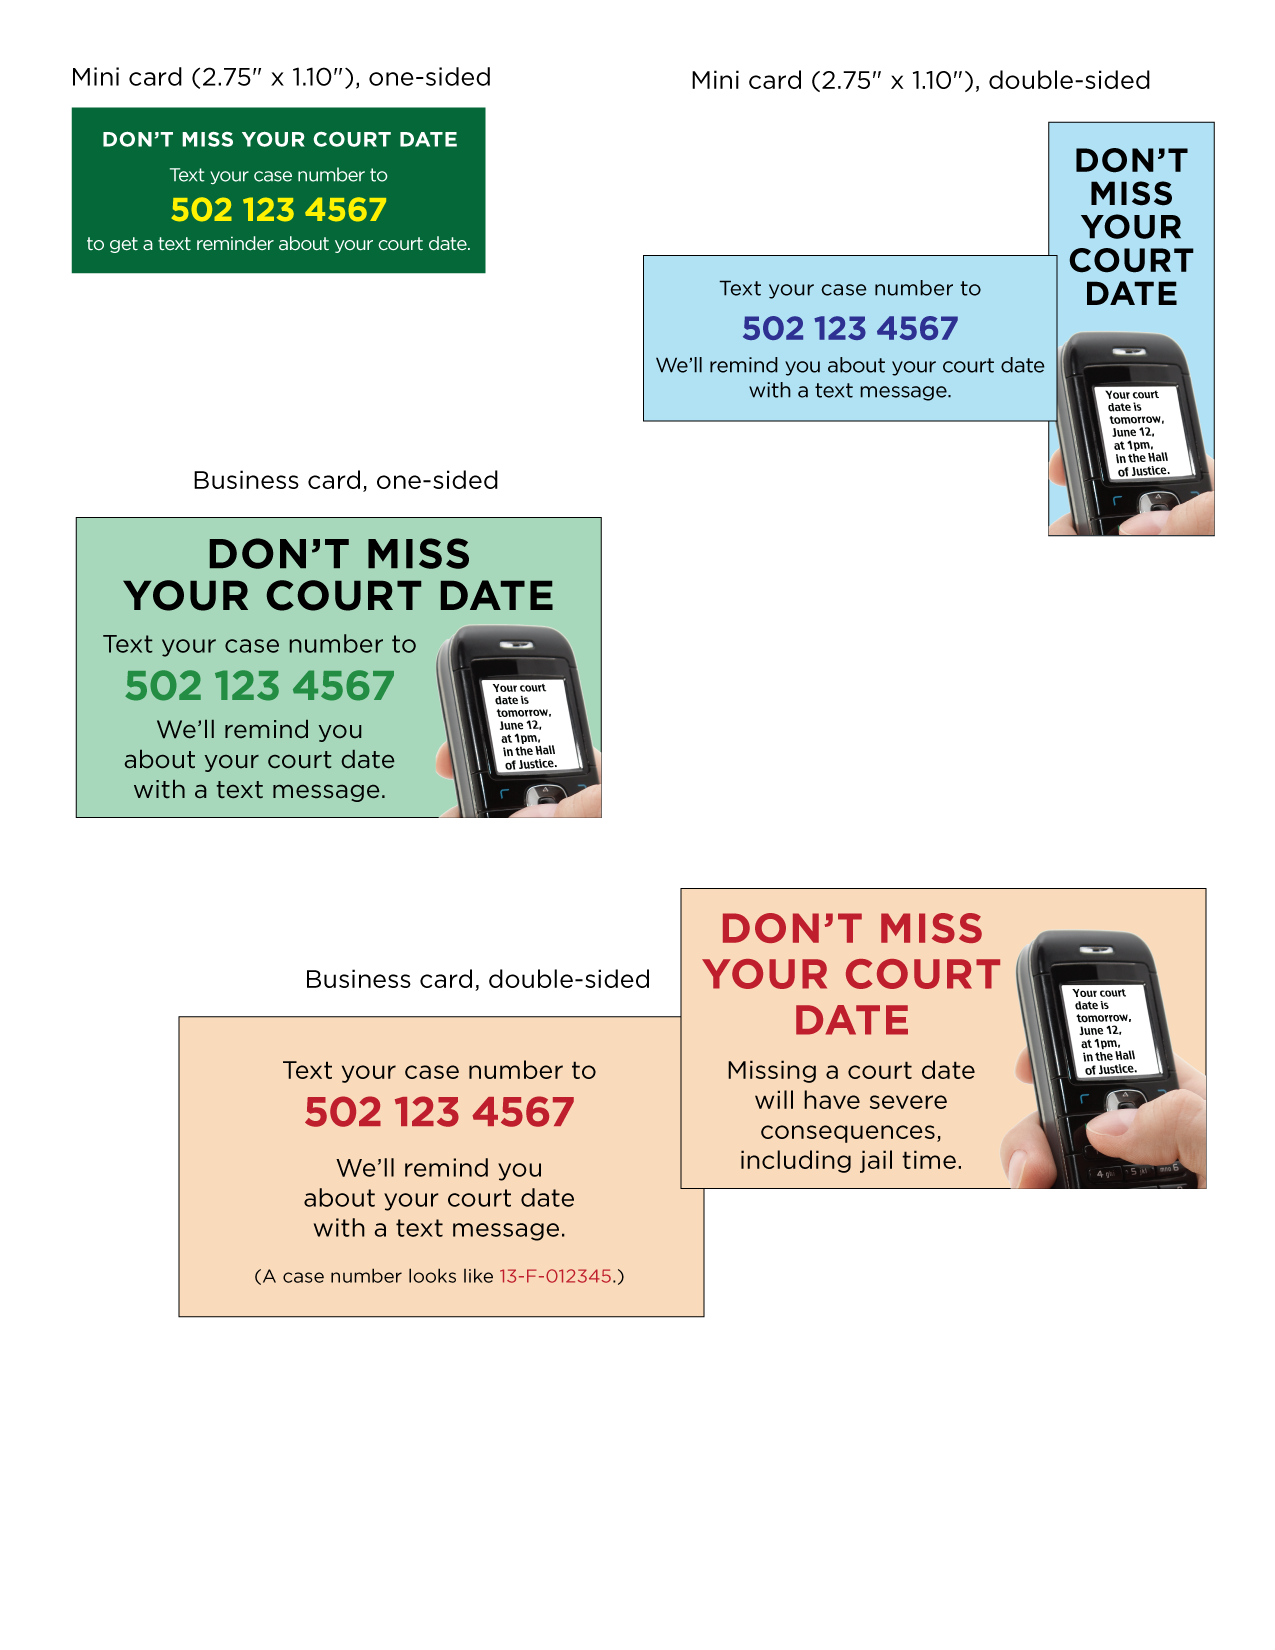 Mini card (2.75" x 1.10"), one-sided
DON’T MISS YOUR COURT DATE
Text your case number to
502 123 4567
to get a text reminder about your court date.
Mini card (2.75" x 1.10"), double-sided
DON’T
MISS
YOUR
COURT
DATE
Your court
date is
tomorrow,
June 12,
at 1pm,
in the Hall
of Justice.
Text your case number to
502 123 4567
We’ll remind you about your court date
with a text message.
Business card, one-sided
DON’T MISS
YOUR COURT DATE
Text your case number to
502 123 4567
We’ll remind you
about your court date
with a text message.
Your court
date is
tomorrow,
June 12,
at 1pm,
in the Hall
of Justice.
Business card, double-sided
DON’T MISS
YOUR COURT
DATE
Missing a court date
will have severe
consequences,
including jail time.
Your court
date is
tomorrow,
June 12,
at 1pm,
in the Hall
of Justice.
Text your case number to
502 123 4567
We’ll remind you
about your court date
with a text message.
(A case number looks like 13-F-012345.)